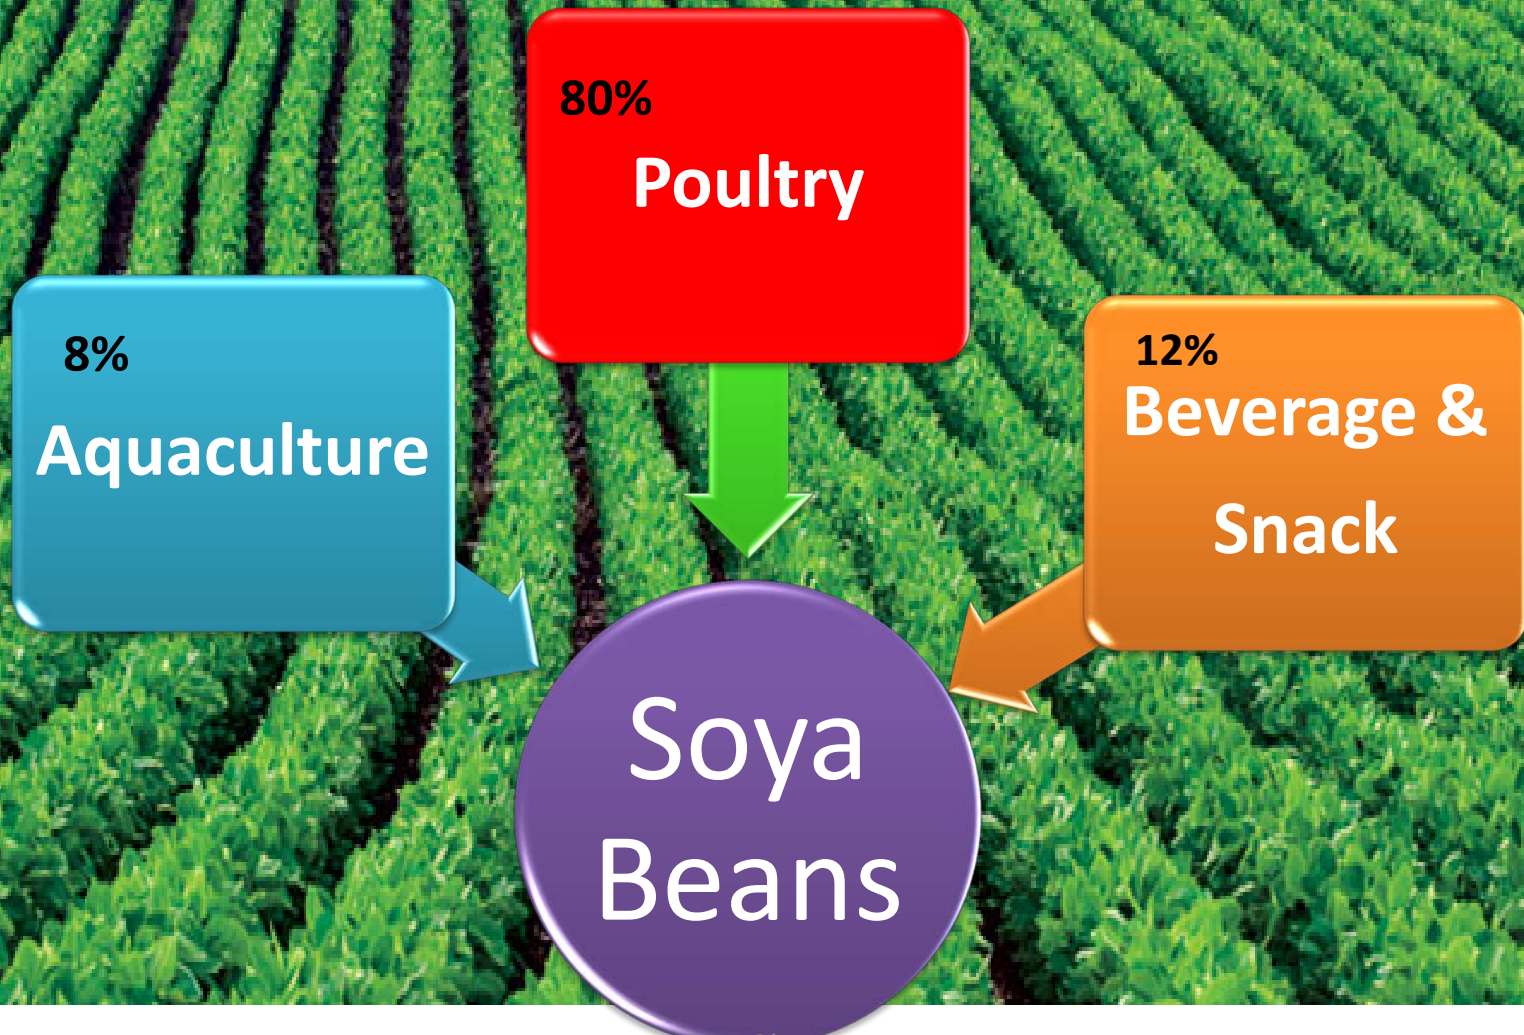 80%
Poultry
8%
Aquaculture
12%
Beverage &
Snack
Soya
Beans